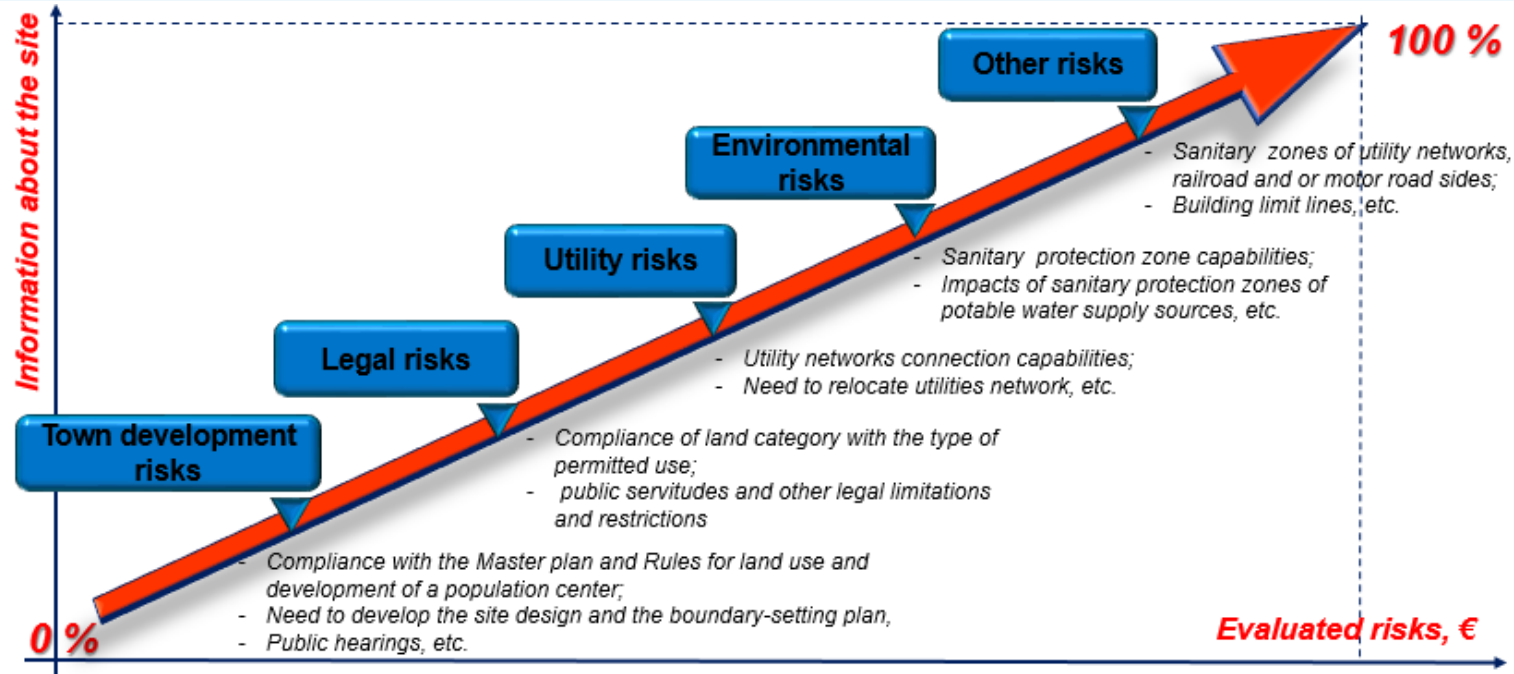 Information about the site
100 %
Other risks
- Sanitary zones of utility networks,
railroad and or motor road sides;
- Building limit lines, etc.
Environmental
risks
- Sanitary protection zone capabilities;
- Impacts of sanitary protection zones of
potable water supply sources, etc.
Utility risks
- Utility networks connection capabilities;
- Need to relocate utilities network, etc.
Legal risks
- Compliance of land category with the type of
permitted use;
- public servitudes and other legal limitations
and restrictions
Town development
risks
- Compliance with the Master plan and Rules for land use and
development of a population center;
- Need to develop the site design and the boundary-setting plan,
- Public hearings, etc.
0 %
Evaluated risks, €